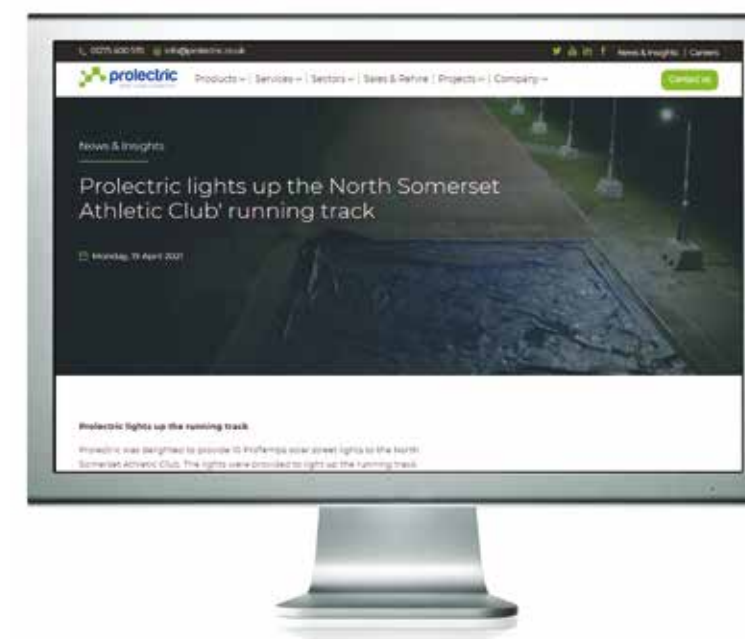 info@prolectric.co.uk
News & Insights | Careers
prolectric
Products | Services | Sectors | Sales & Rehire | Projects | Company
Contact us
News & Insights
Prolectric lights up the North Somerset
Athletic Club' running track
Monday, 19 April 2021
Prolectric lights up the running track
Prolectric was delighted to provide 10 ProTemp solar street lights to the North
Somerset Athletic Club. The lights were provided to light up the running track